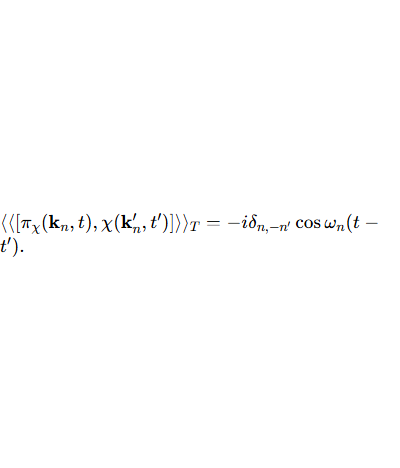 ⟨⟨[π_χ(𝐤_n, t), χ(𝐤′_n, t′)]⟩⟩_T = −iδ_{n,−n′} cos ω_n(t −
t′).